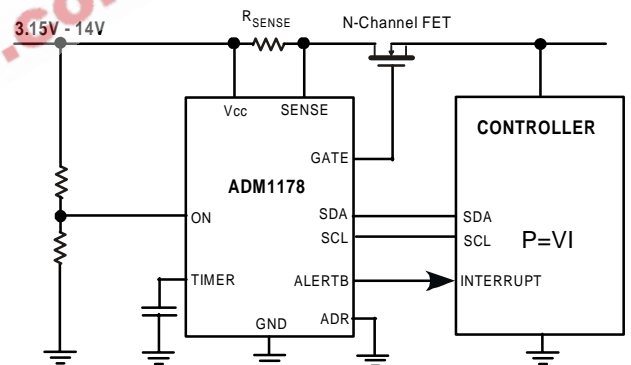 .co
3.15V - 14V
RSENSE
N-Channel FET
Vcc
SENSE
GATE
ADM1178
ON
SDA
SCL
TIMER
ALERTB
GND
ADR
CONTROLLER
SDA
SCL
P=VI
INTERRUPT